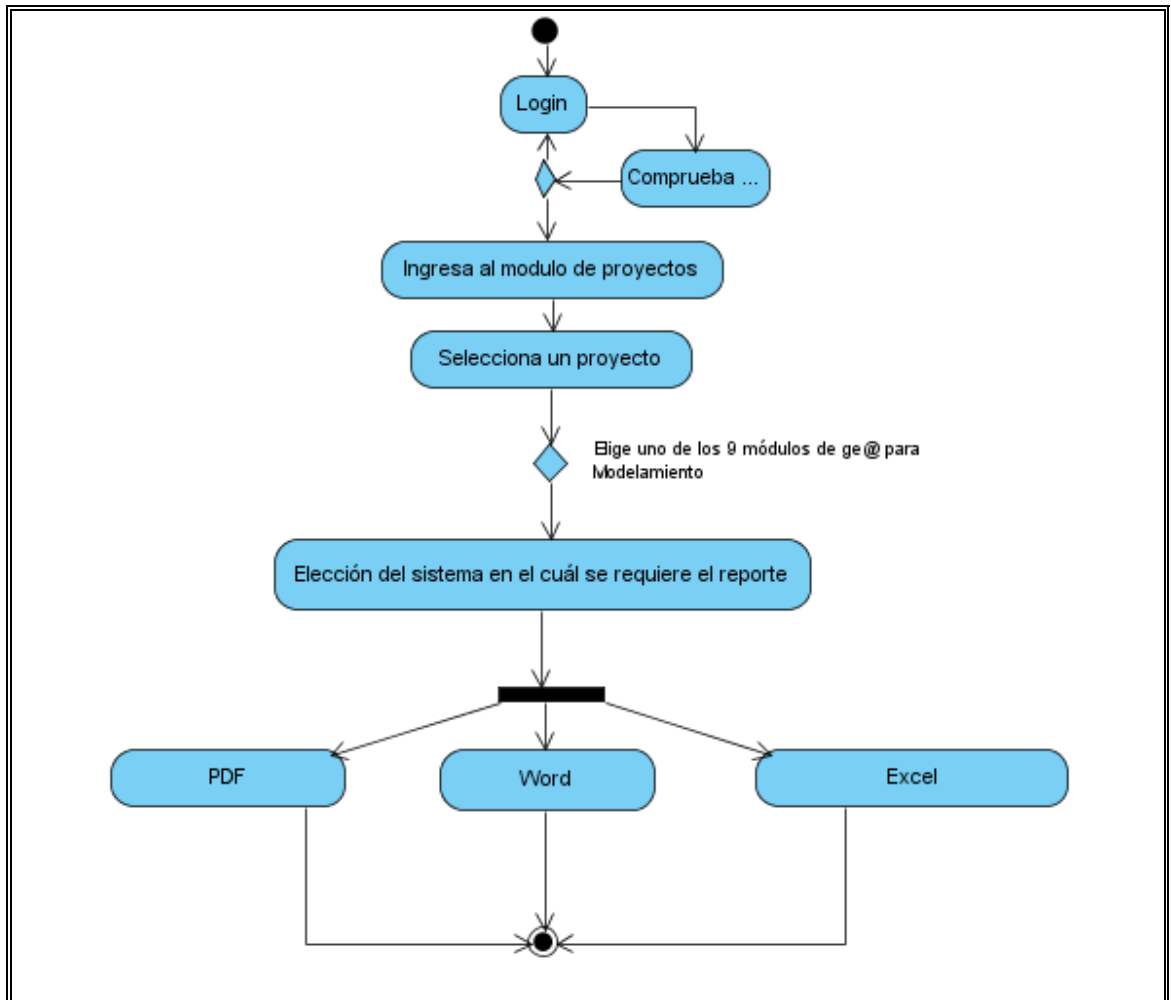 Login
Comprueba ...
Ingresa al modulo de proyectos
Selecciona un proyecto
Elige uno de los 9 módulos de ge@ para
Modelamiento
Elección del sistema en el cuál se requiere el reporte
PDF
Word
Excel